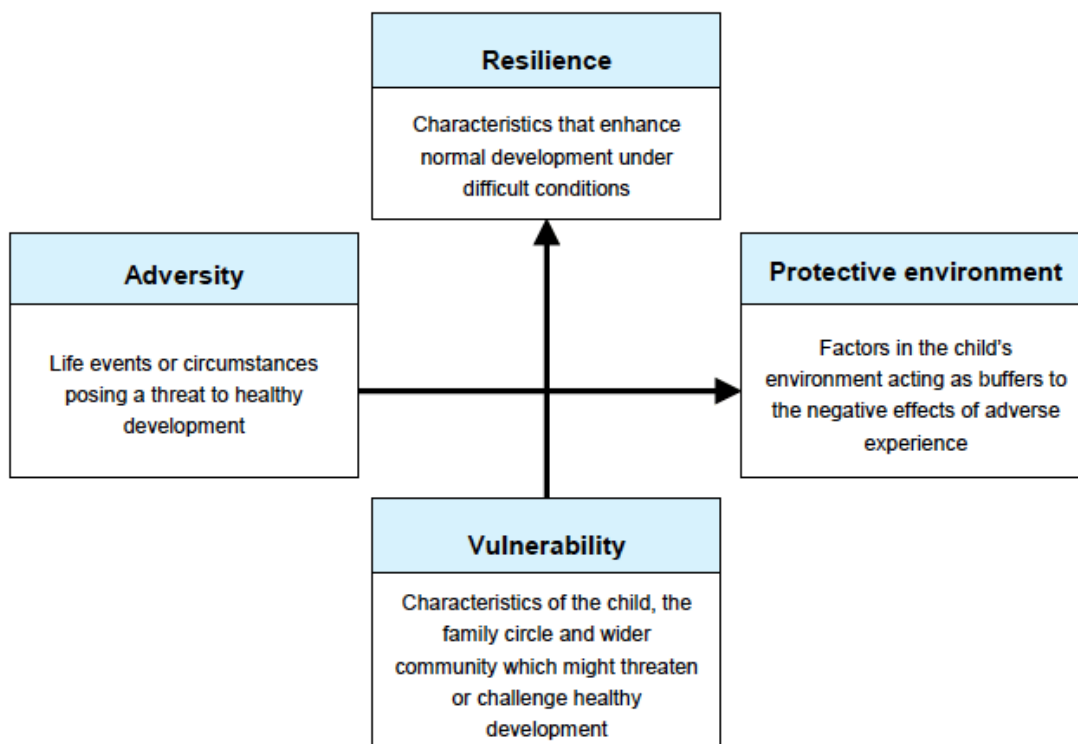 Resilience
Characteristics that enhance
normal development under
difficult conditions
Adversity
Life events or circumstances
posing a threat to healthy
development
Protective environment
Factors in the child's
environment acting as buffers to
the negative effects of adverse
experience
Vulnerability
Characteristics of the child, the
family circle and wider
community which might threaten
or challenge healthy
development